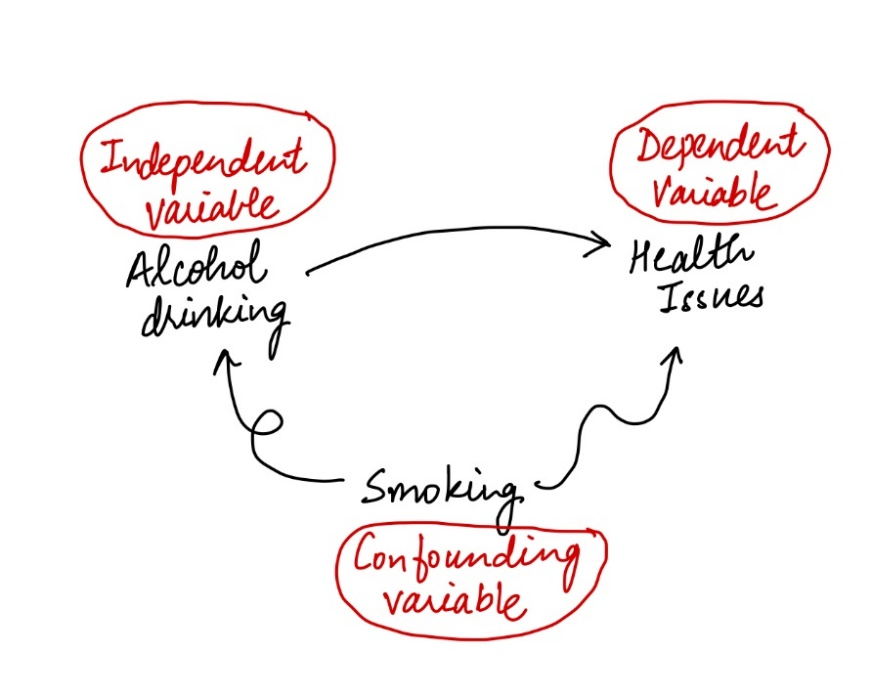 Independent
variable
Alcohol
drinking
Dependent
Variable
Health
Issues
Smoking
Confounding
variable